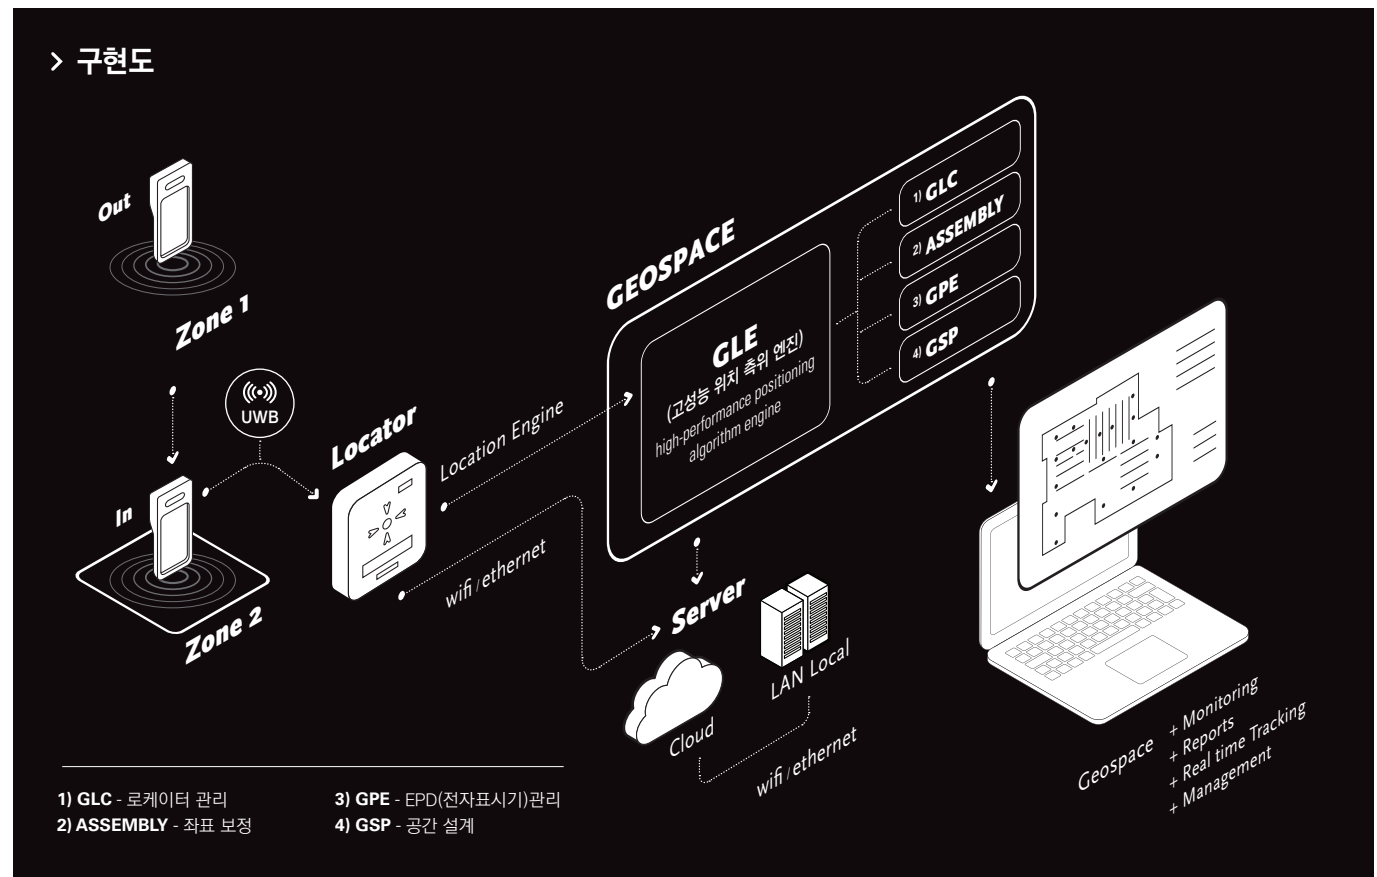 구현도
Out
Zone 1
UWB
In
Zone 2
Locator
Location Engine
wifi / ethernet
GEOSPACE
GLE
(고성능 위치 측위 엔진)
high-performance positioning
algorithm engine
1) GLC
2) ASSEMBLY
3) GPE
4) GSP
Server
Cloud
LAN Local
wifi / ethernet
Geospace
+ Monitoring
+ Reports
+ Real time Tracking
+ Management
1) GLC - 로케이터 관리
2) ASSEMBLY - 좌표 보정
3) GPE - EPD(전자표시기)관리
4) GSP - 공간 설계